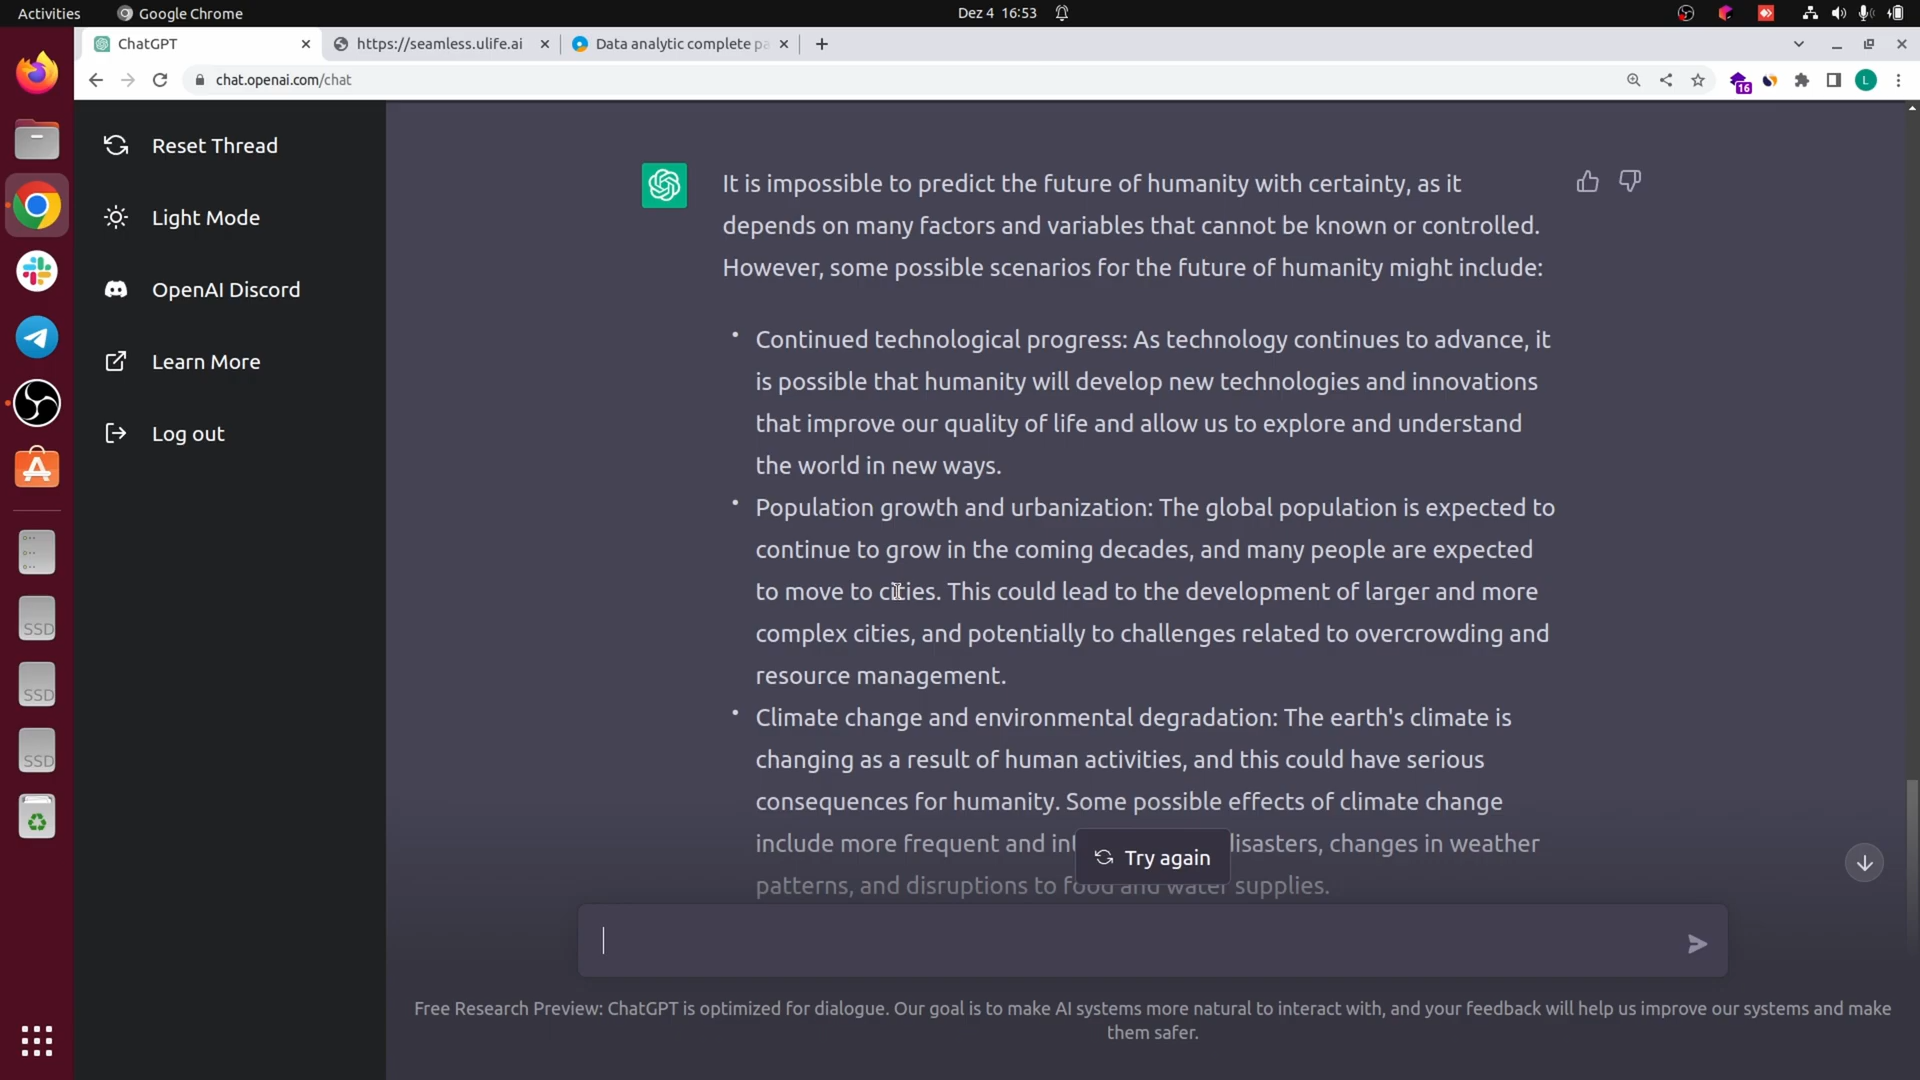 Activities
Google Chrome
Dez 4 16:53
ChatGPT
https://seamless.ulife.ai
Data analytic complete pa
chat.openai.com/chat
16
L
Reset Thread
Light Mode
OpenAI Discord
Learn More
Log out
SSD
SSD
SSD
It is impossible to predict the future of humanity with certainty, as it
depends on many factors and variables that cannot be known or controlled.
However, some possible scenarios for the future of humanity might include:
• Continued technological progress: As technology continues to advance, it
is possible that humanity will develop new technologies and innovations
that improve our quality of life and allow us to explore and understand
the world in new ways.
• Population growth and urbanization: The global population is expected to
continue to grow in the coming decades, and many people are expected
to move to cities. This could lead to the development of larger and more
complex cities, and potentially to challenges related to overcrowding and
resource management.
• Climate change and environmental degradation: The earth's climate is
changing as a result of human activities, and this could have serious
consequences for humanity. Some possible effects of climate change
include more frequent and disasters, changes in weather
Try again
patterns, and disruptions to food and water supplies.
Free Research Preview: ChatGPT is optimized for dialogue. Our goal is to make AI systems more natural to interact with, and your feedback will help us improve our systems and make
them safer.